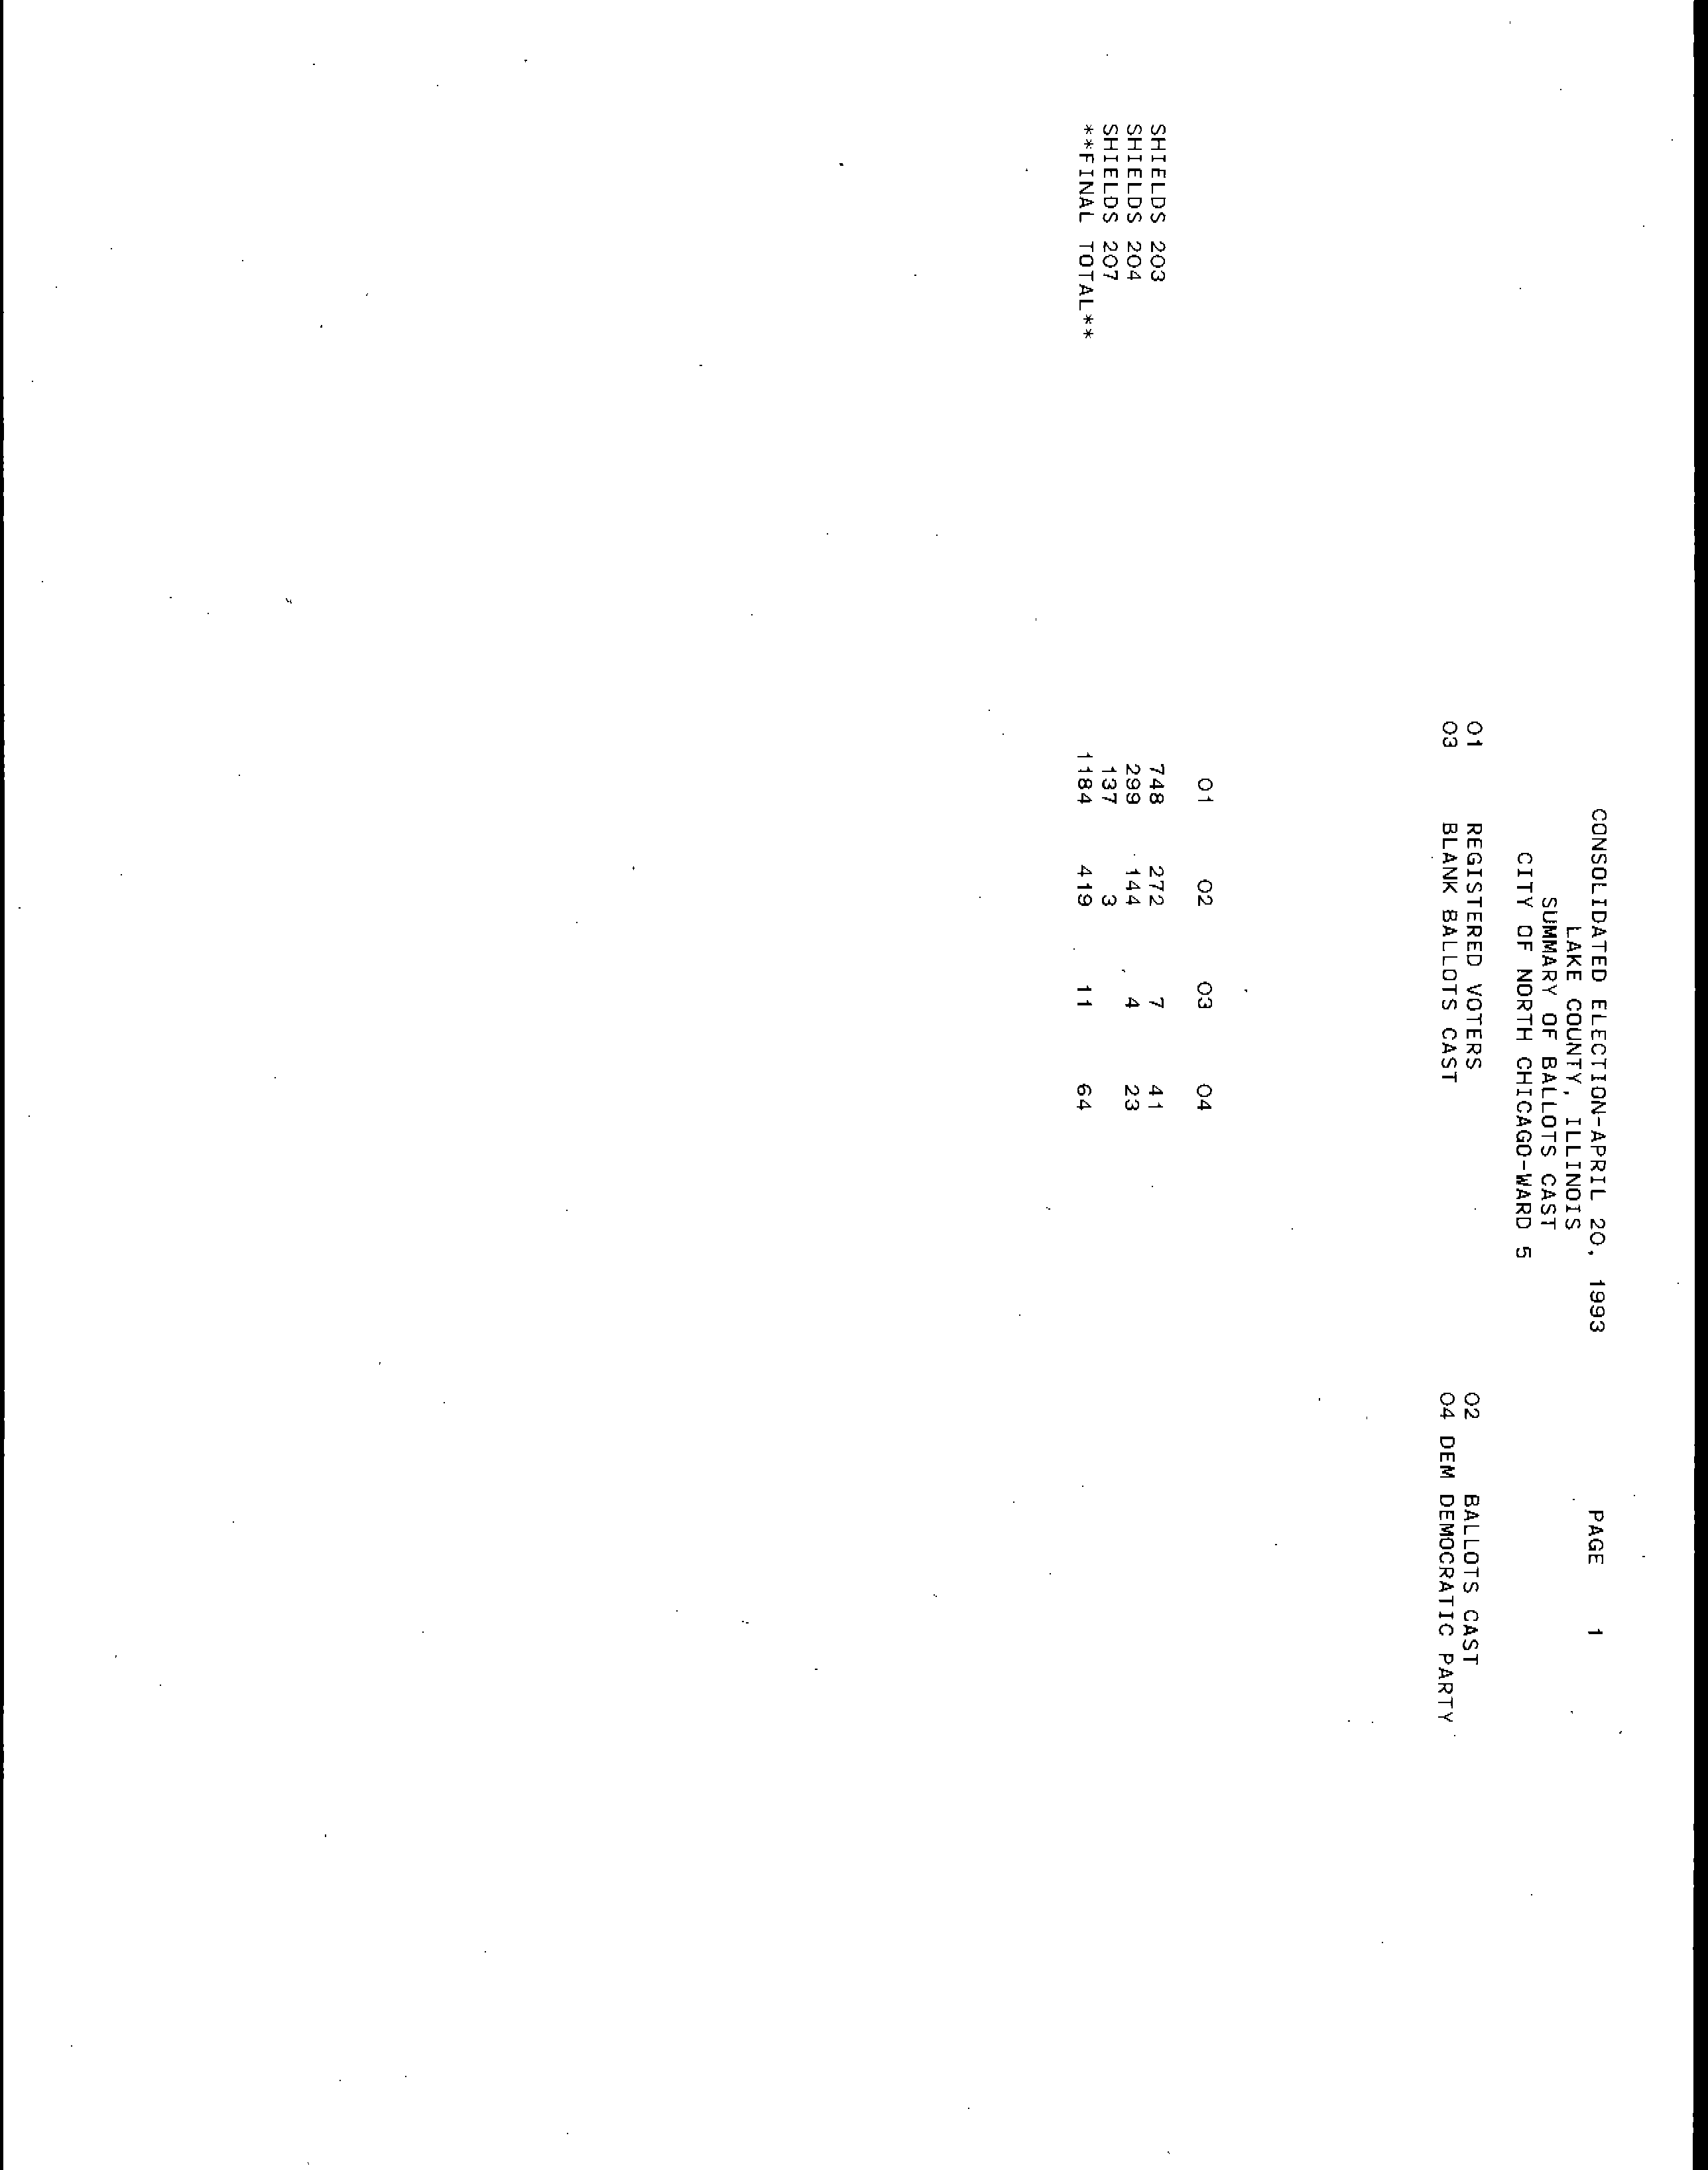 CONSOLIDATED ELECTION-APRIL 20, 1993 PAGE 1
LAKE COUNTY, ILLINOIS
SUMMARY OF BALLOTS CAST
CITY OF NORTH CHICAGO-WARD 5
01 REGISTERED VOTERS 02 BALLOTS CAST
03 BLANK BALLOTS CAST 04 DEM DEMOCRATIC PARTY
01 02 03 04
SHIELDS 203 748 272 7 41
SHIELDS 204 299 144 4 23
SHIELDS 207 137 3
**FINAL TOTAL** 1184 419 11 64